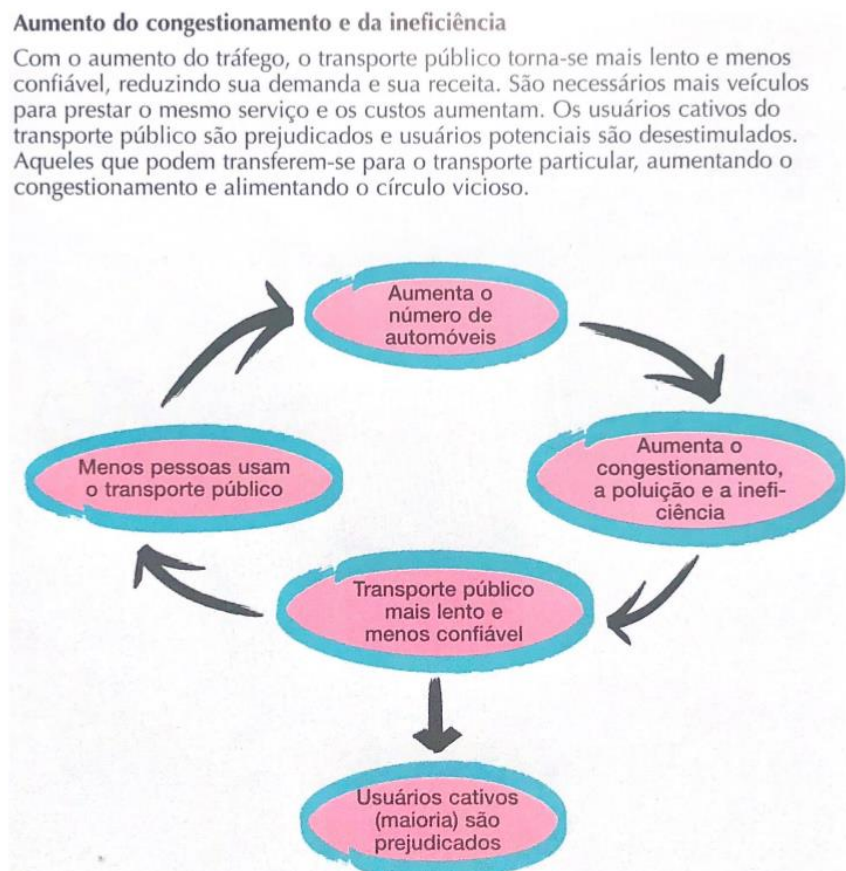 Aumento do congestionamento e da ineficiência
Com o aumento do tráfego, o transporte público torna-se mais lento e menos
confiável, reduzindo sua demanda e sua receita. São necessários mais veículos
para prestar o mesmo serviço e os custos aumentam. Os usuários cativos do
transporte público são prejudicados e usuários potenciais são desestimulados.
Aqueles que podem transferem-se para o transporte particular, aumentando o
congestionamento e alimentando o círculo vicioso.
Aumenta o
número de
automóveis
Aumenta o
congestionamento,
a poluição e a inefi-
ciência
Menos pessoas usam
o transporte público
Transporte público
mais lento e
menos confiável
Usuários cativos
(maioria) são
prejudicados